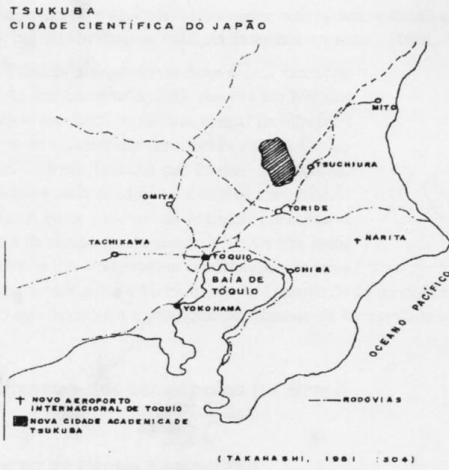 TSUKUBA
CIDADE CIENTÍFICA DO JAPÃO
MITO
TSUCHIURA
OMIYA
TORIDE
NARITA
TACHIKAWA
TOQUIO
CHIBA
BAÍA DE
TÓQUIO
YOKOHAMA
OCEANO PACÍFICO
NOVO AEROPORTO
INTERNACIONAL DE TOQUIO
RODOVIAS
NOVA CIDADE ACADEMICA DE
TSUKUBA
(TAKAHASHI, 1981 :304)